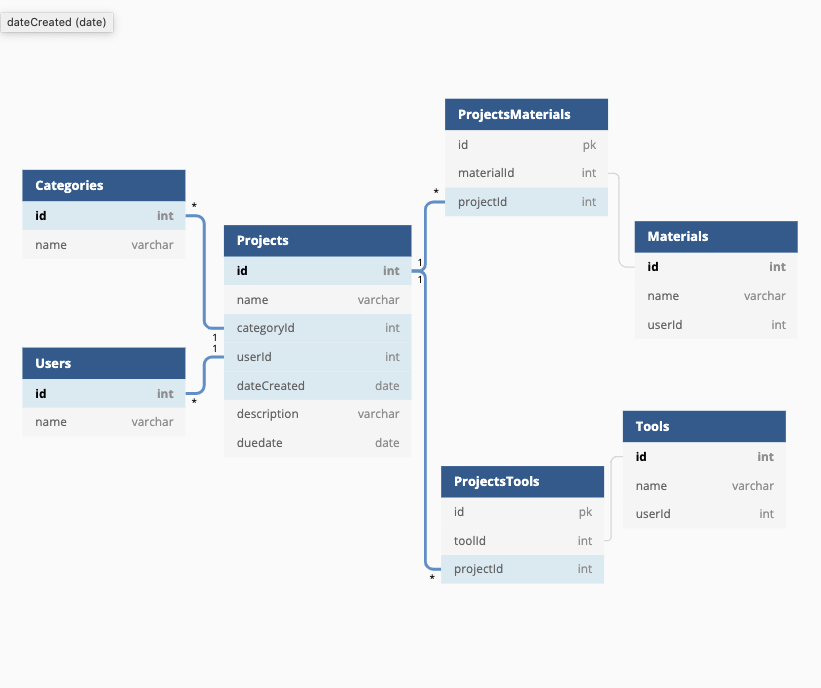 dateCreated (date)
Categories
id int
name varchar
*
Users
id int
name varchar
*
Projects
id int
name varchar
categoryId int
userId int
dateCreated date
description varchar
duedate date
1
1
1
1
ProjectsMaterials
id pk
materialId int
projectId int
*
Materials
id int
name varchar
userId int
Tools
id int
name varchar
userId int
ProjectsTools
id pk
toolId int
projectId int
*